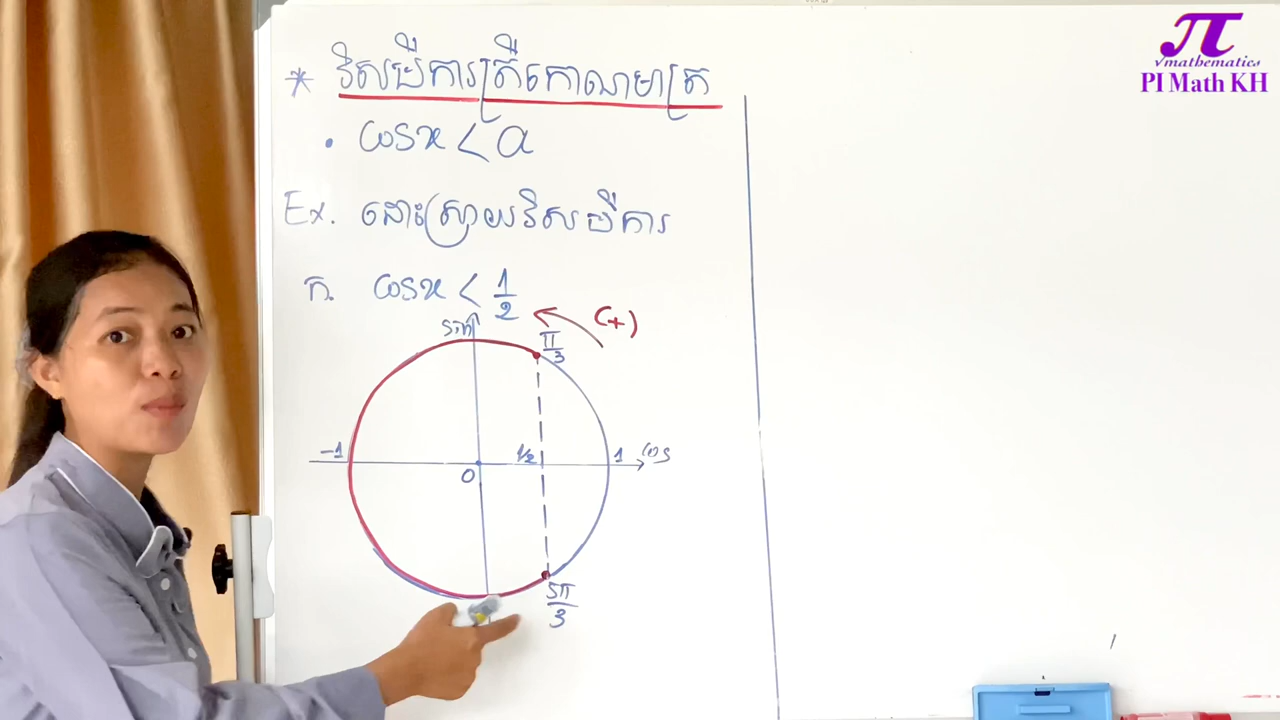 * វិសមីការត្រីកោណមាត្រ
• cosx < a
Ex. ដោះស្រាយវិសមីការ
ក. cosx < 1/2
(+)
sin
π/3
-1
0
1/2
1
cos
5π/3
π
√mathematics
PI Math KH